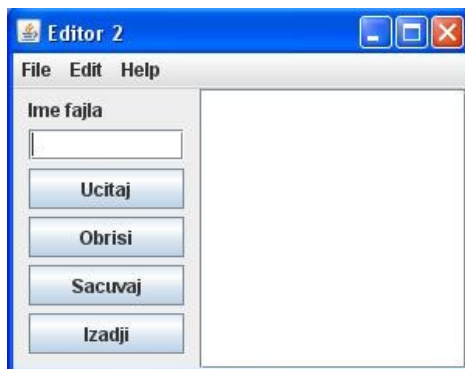 Editor 2
File Edit Help
Ime fajla
Ucitaj
Obrisi
Sacuvaj
Izadji